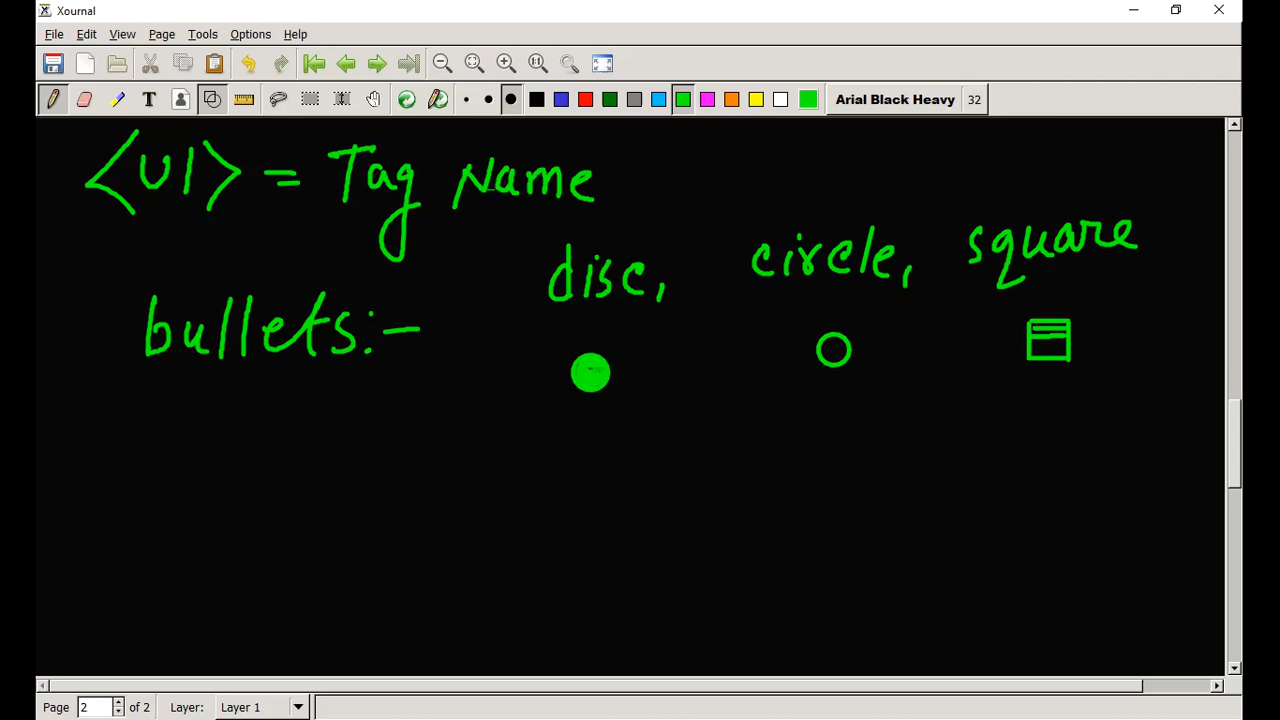 Xournal
File Edit View Page Tools Options Help
Arial Black Heavy 32
<Ul> = Tag Name
disc, circle, square
bullets:-
Page 2 of 2 Layer: Layer 1